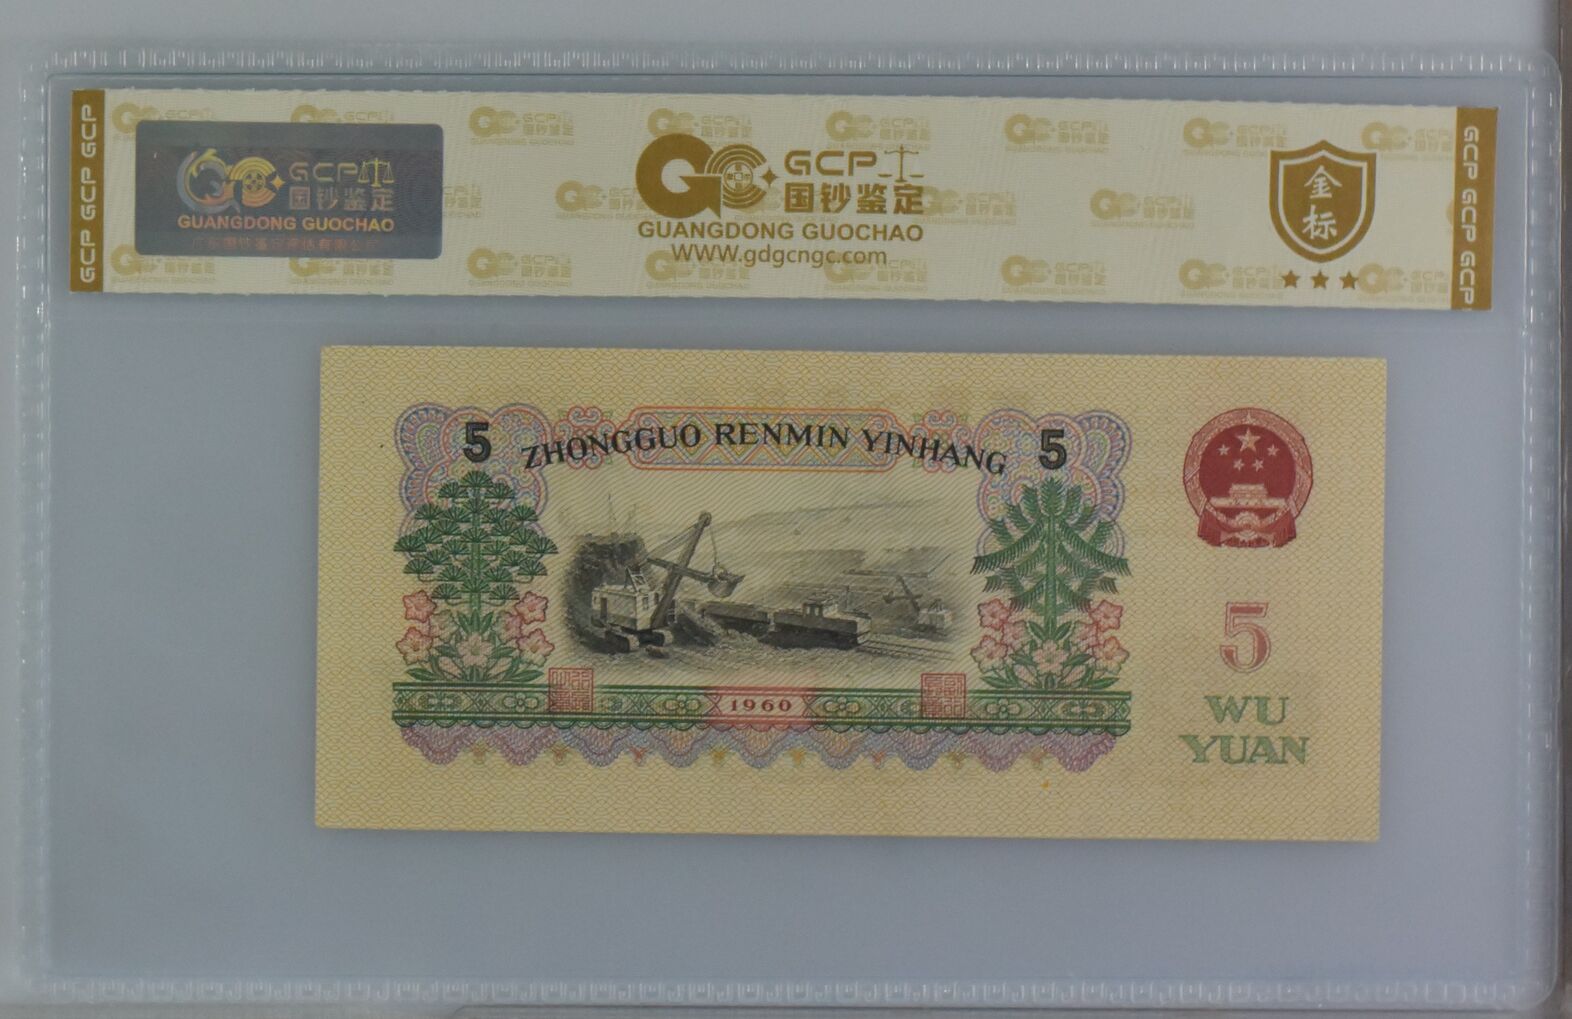 GCP GCP GCP
GCP
国钞鉴定
GUANGDONG GUOCHAO
GCP
国钞鉴定
GUANGDONG GUOCHAO
WWW.gdgcngc.com
金标
GCP GCP GCP
5
ZHONGGUO RENMIN YINHANG
5
1960
5
WU
YUAN